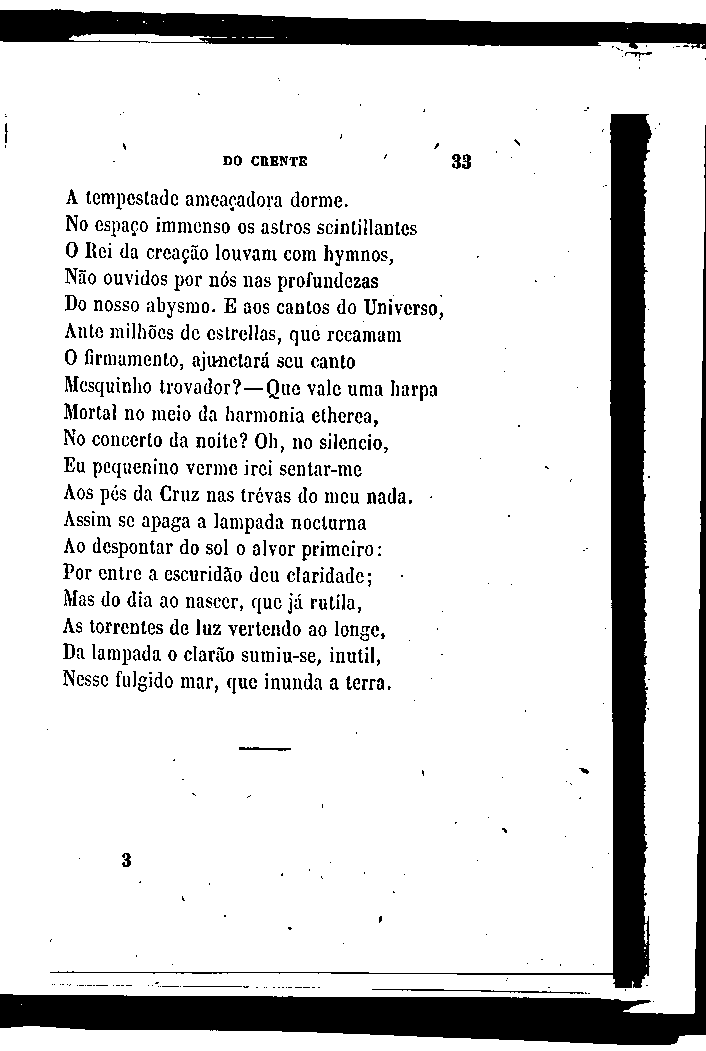 DO CRENTE 33
A tempestade ameaçadora dorme.
No espaço immenso os astros scintillantes
O Rei da creação louvam com hymnos,
Não ouvidos por nós nas profundezas
Do nosso abysmo. E aos cantos do Universo,
Ante milhões de estrellas, que recamam
O firmamento, ajunctará seu canto
Mesquinho trovador?—Que vale uma harpa
Mortal no meio da harmonia etherea,
No concerto da noite? Oh, no silencio,
Eu pequenino verme irei sentar-me
Aos pés da Cruz nas trévas do meu nada.
Assim se apaga a lampada nocturna
Ao despontar do sol o alvor primeiro:
Por entre a escuridão deu claridade;
Mas do dia ao nascer, que já rutíla,
As torrentes de luz vertendo ao longe,
Da lampada o clarão sumiu-se, inutil,
Nesse fulgido mar, que inunda a terra.
3